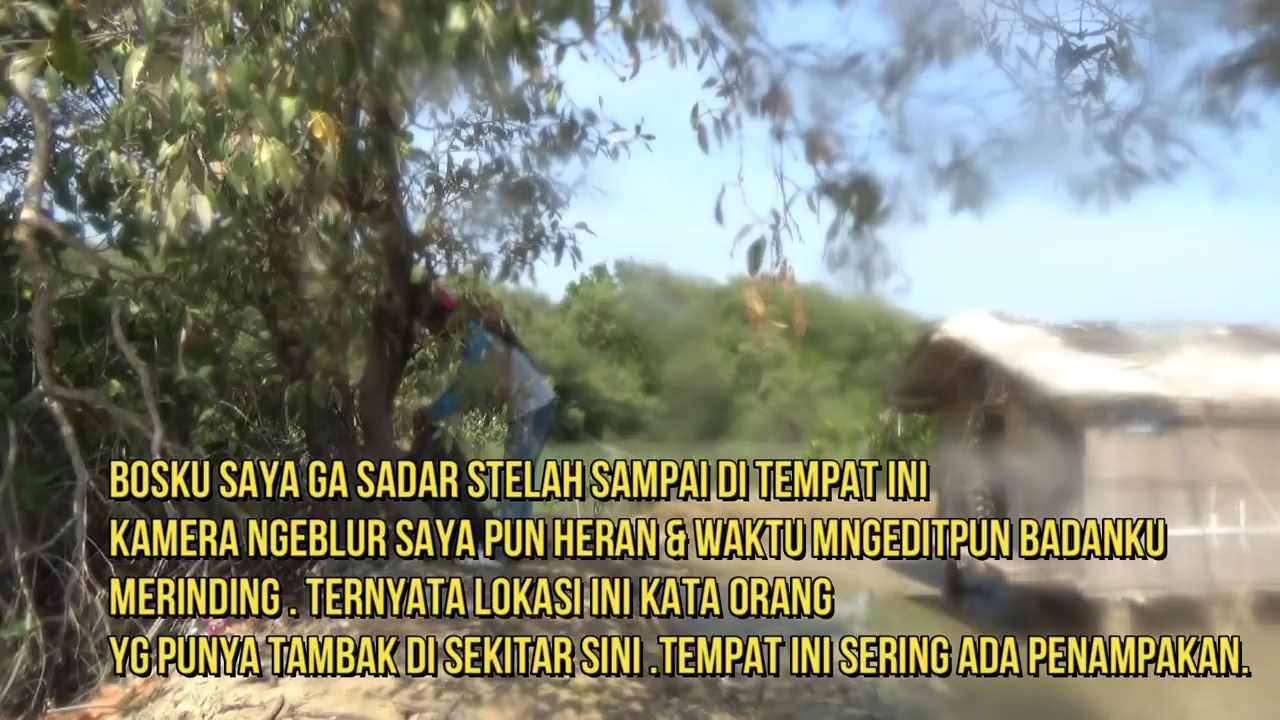 BOSKU SAYA GA SADAR STELAH SAMPAI DI TEMPAT INI
KAMERA NGEBLUR SAYA PUN HERAN & WAKTU MNGEDITPUN BADANKU
MERINDING . TERNYATA LOKASI INI KATA ORANG
YG PUNYA TAMBAK DI SEKITAR SINI .TEMPAT INI SERING ADA PENAMPAKAN.